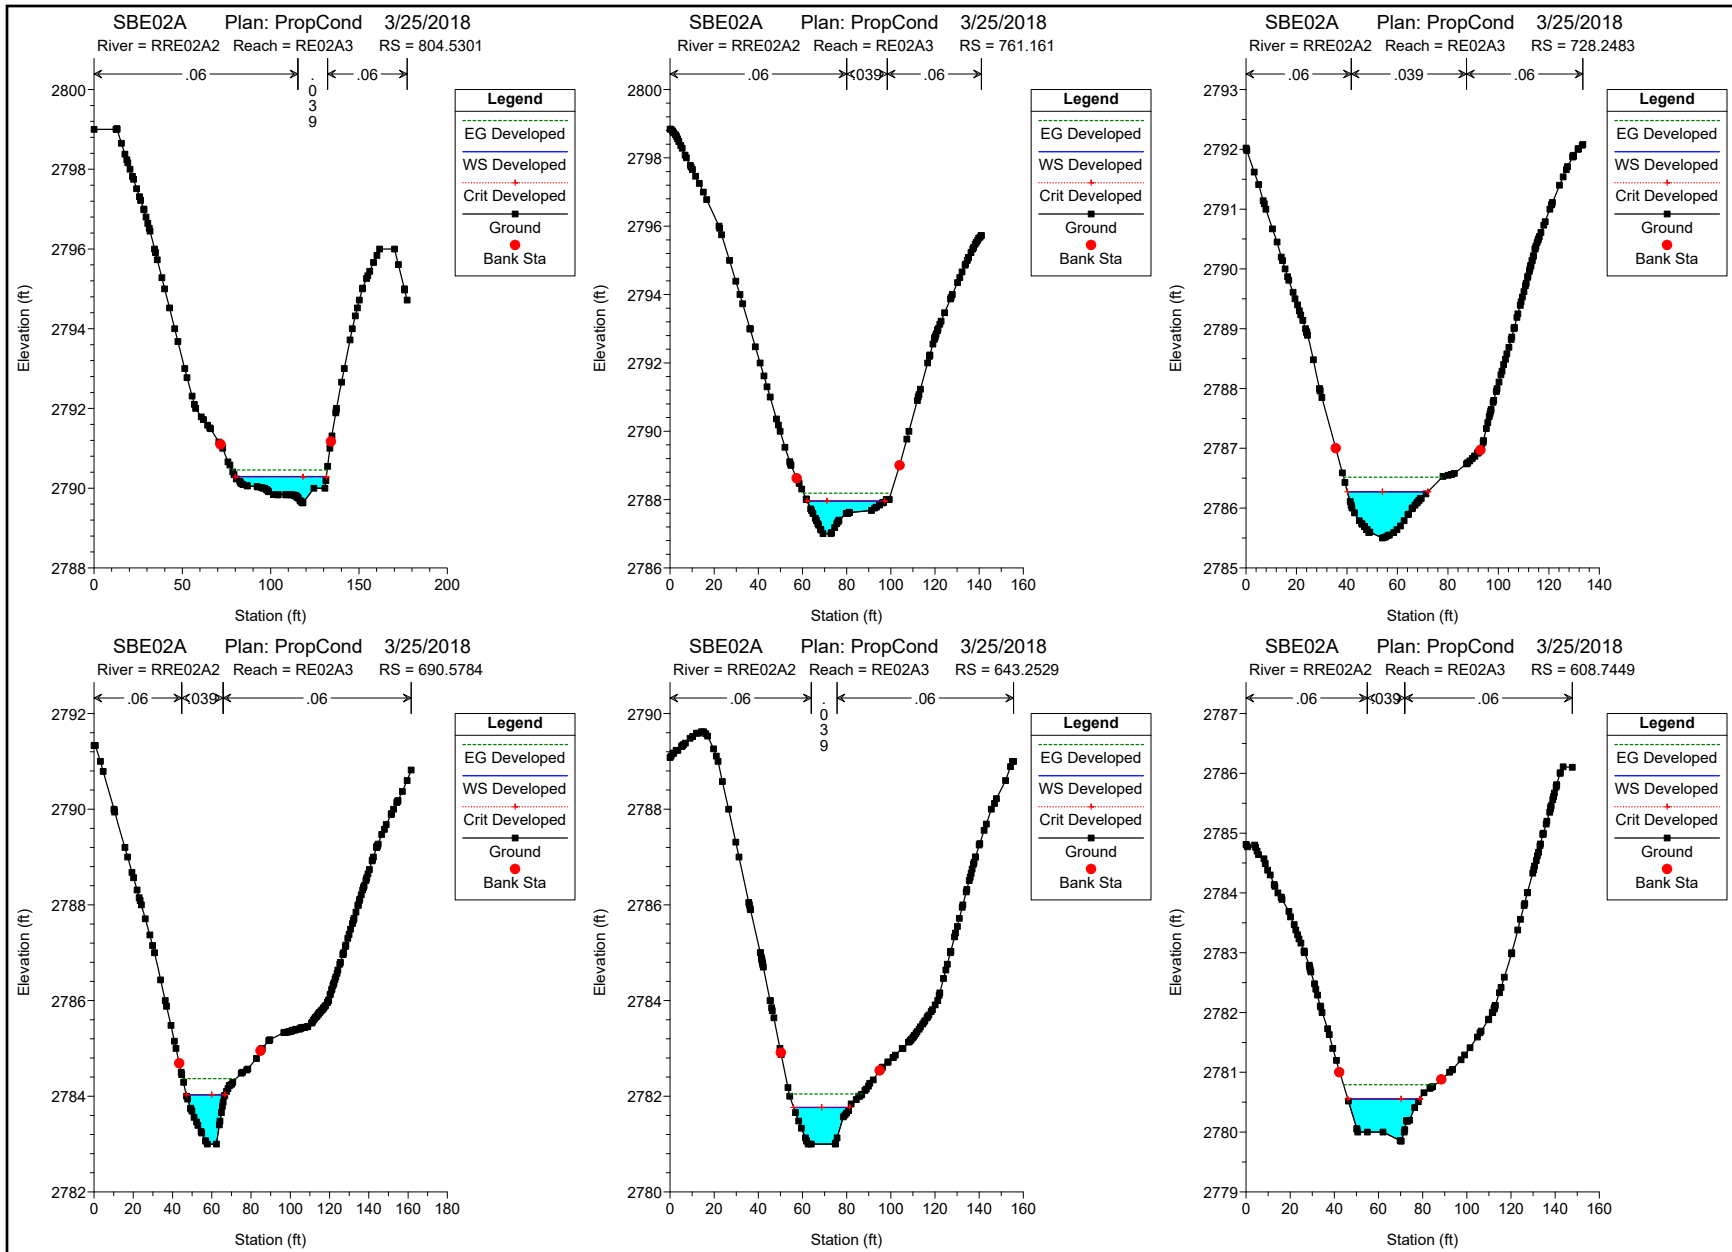 SBE02A Plan: PropCond 3/25/2018
River = RRE02A2 Reach = RE02A3 RS = 804.5301
.06 .039 .06
Legend
EG Developed
WS Developed
Crit Developed
Ground
Bank Sta
Elevation (ft)
2800
2798
2796
2794
2792
2790
2788
0 50 100 150 200
Station (ft)
SBE02A Plan: PropCond 3/25/2018
River = RRE02A2 Reach = RE02A3 RS = 761.161
.06 .039 .06
Legend
EG Developed
WS Developed
Crit Developed
Ground
Bank Sta
Elevation (ft)
2800
2798
2796
2794
2792
2790
2788
2786
0 20 40 60 80 100 120 140 160
Station (ft)
SBE02A Plan: PropCond 3/25/2018
River = RRE02A2 Reach = RE02A3 RS = 728.2483
.06 .039 .06
Legend
EG Developed
WS Developed
Crit Developed
Ground
Bank Sta
Elevation (ft)
2793
2792
2791
2790
2789
2788
2787
2786
2785
0 20 40 60 80 100 120 140
Station (ft)
SBE02A Plan: PropCond 3/25/2018
River = RRE02A2 Reach = RE02A3 RS = 690.5784
.06 .039 .06
Legend
EG Developed
WS Developed
Crit Developed
Ground
Bank Sta
Elevation (ft)
2792
2790
2788
2786
2784
2782
0 20 40 60 80 100 120 140 160 180
Station (ft)
SBE02A Plan: PropCond 3/25/2018
River = RRE02A2 Reach = RE02A3 RS = 643.2529
.06 .039 .06
Legend
EG Developed
WS Developed
Crit Developed
Ground
Bank Sta
Elevation (ft)
2790
2788
2786
2784
2782
2780
0 20 40 60 80 100 120 140 160
Station (ft)
SBE02A Plan: PropCond 3/25/2018
River = RRE02A2 Reach = RE02A3 RS = 608.7449
.06 .039 .06
Legend
EG Developed
WS Developed
Crit Developed
Ground
Bank Sta
Elevation (ft)
2787
2786
2785
2784
2783
2782
2781
2780
2779
0 20 40 60 80 100 120 140 160
Station (ft)